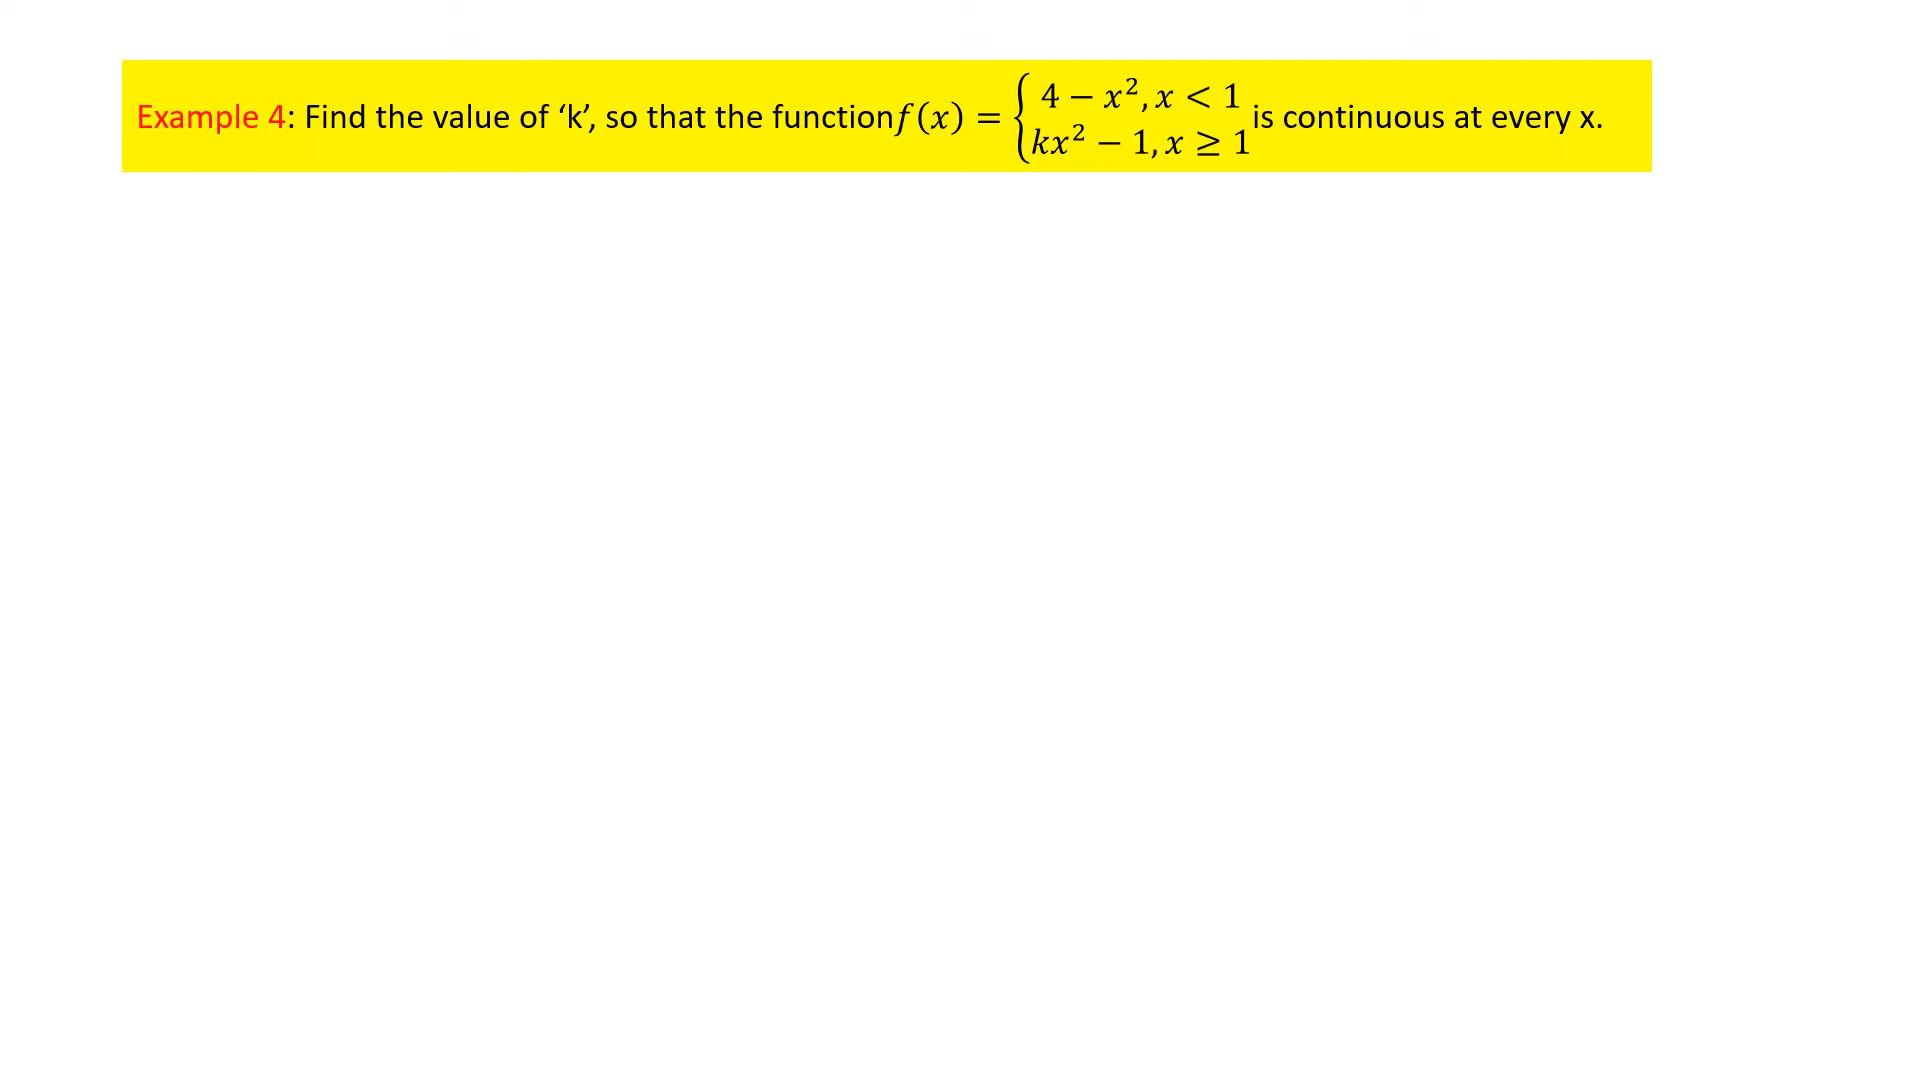 Example 4: Find the value of ‘k’, so that the function f(x) = { 4 − x², x < 1 ; kx² − 1, x ≥ 1 is continuous at every x.